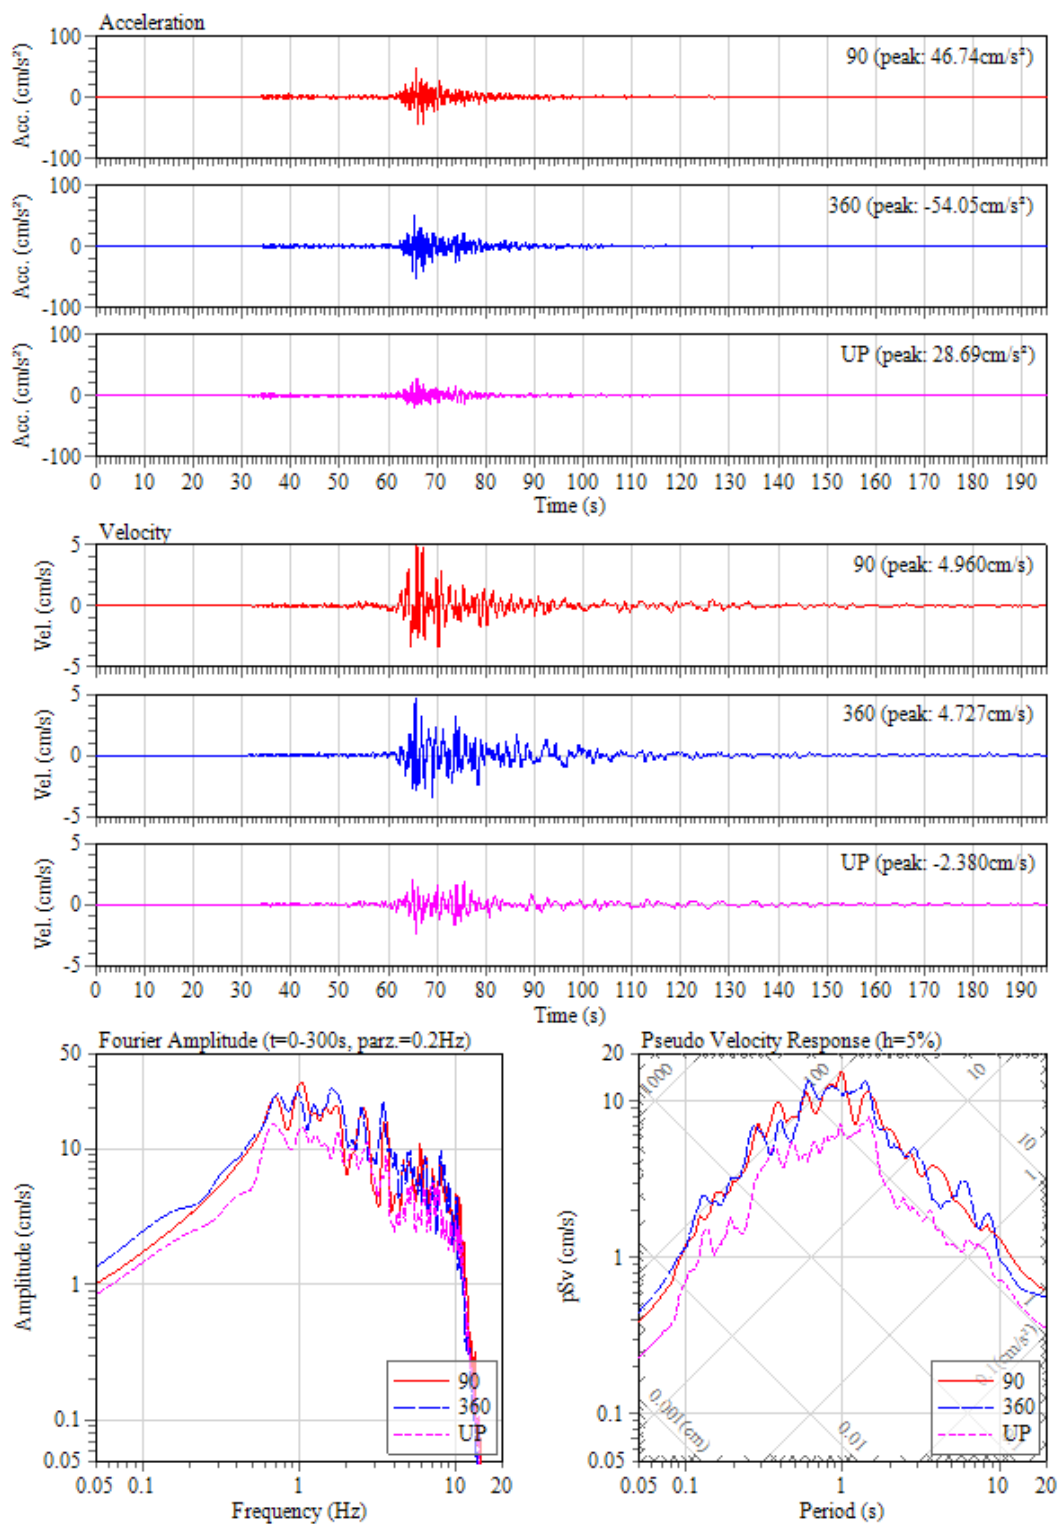 Acceleration
100
0
-100
Acc. (cm/s²)
90 (peak: 46.74cm/s²)
100
0
-100
Acc. (cm/s²)
360 (peak: -54.05cm/s²)
100
0
-100
Acc. (cm/s²)
UP (peak: 28.69cm/s²)
0 10 20 30 40 50 60 70 80 90 100 110 120 130 140 150 160 170 180 190
Time (s)
Velocity
5
0
-5
Vel. (cm/s)
90 (peak: 4.960cm/s)
5
0
-5
Vel. (cm/s)
360 (peak: 4.727cm/s)
5
0
-5
Vel. (cm/s)
UP (peak: -2.380cm/s)
0 10 20 30 40 50 60 70 80 90 100 110 120 130 140 150 160 170 180 190
Time (s)
Fourier Amplitude (t=0-300s, parz.=0.2Hz)
50
10
1
0.1
0.05
Amplitude (cm/s)
90
360
UP
0.05 0.1 1 10 20
Frequency (Hz)
Pseudo Velocity Response (h=5%)
20
10
1
0.1
0.05
pSv (cm/s)
1000
100
10
10
1
1
0.1(cm/s²)
0.001(cm)
0.01
0.1
90
360
UP
0.05 0.1 1 10 20
Period (s)